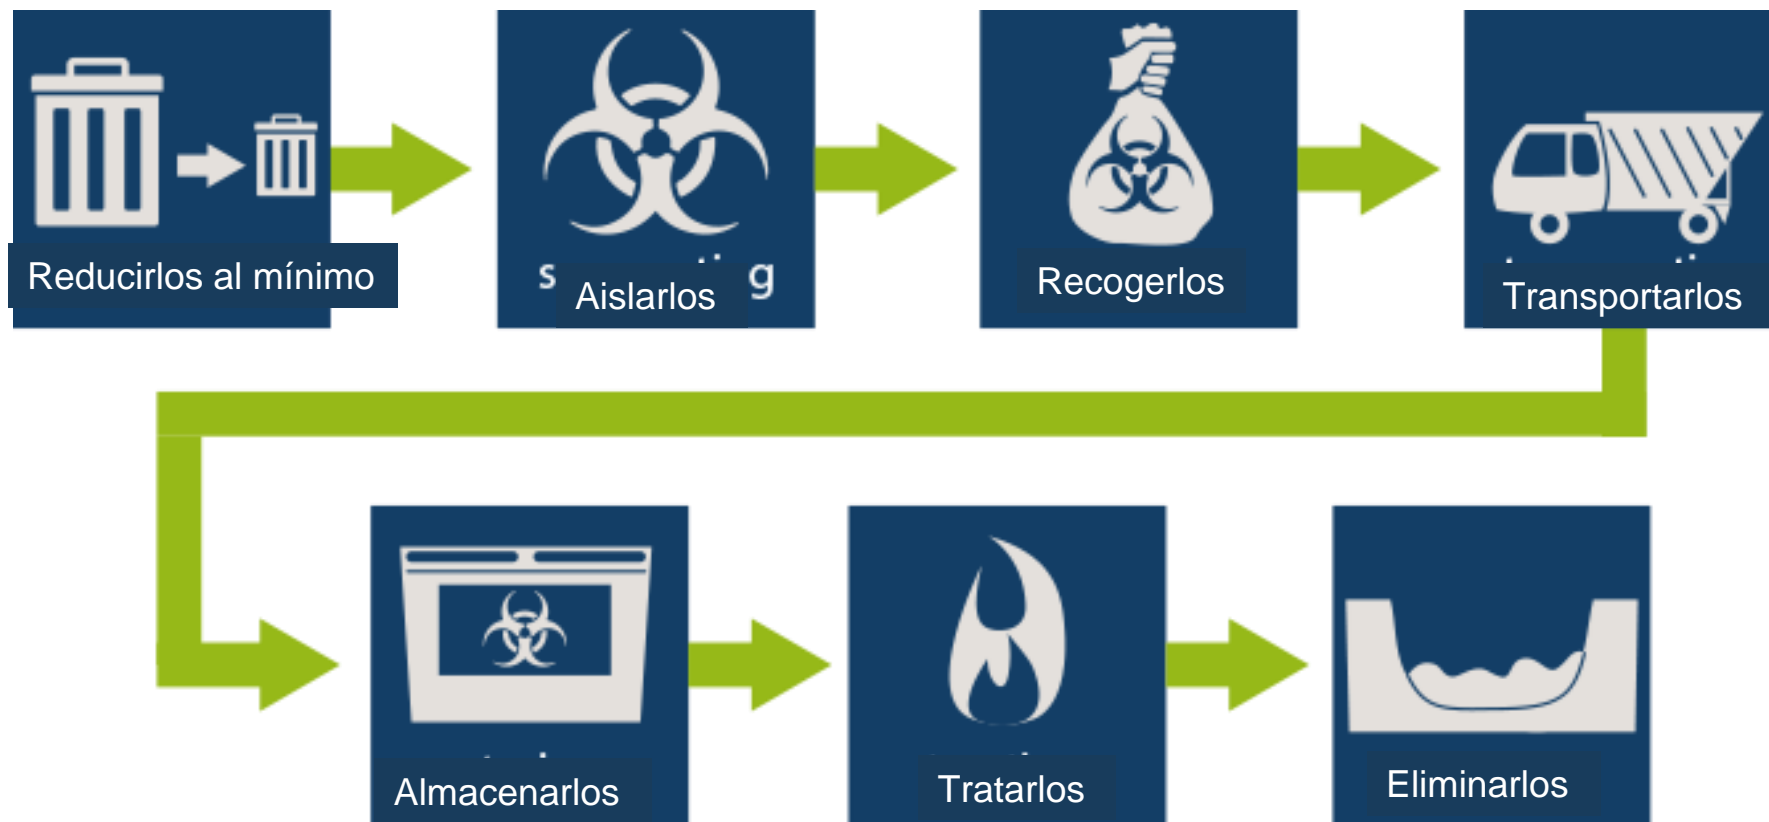 Reducirlos al mínimo
Aislarlos
Recogerlos
Transportarlos
Almacenarlos
Tratarlos
Eliminarlos